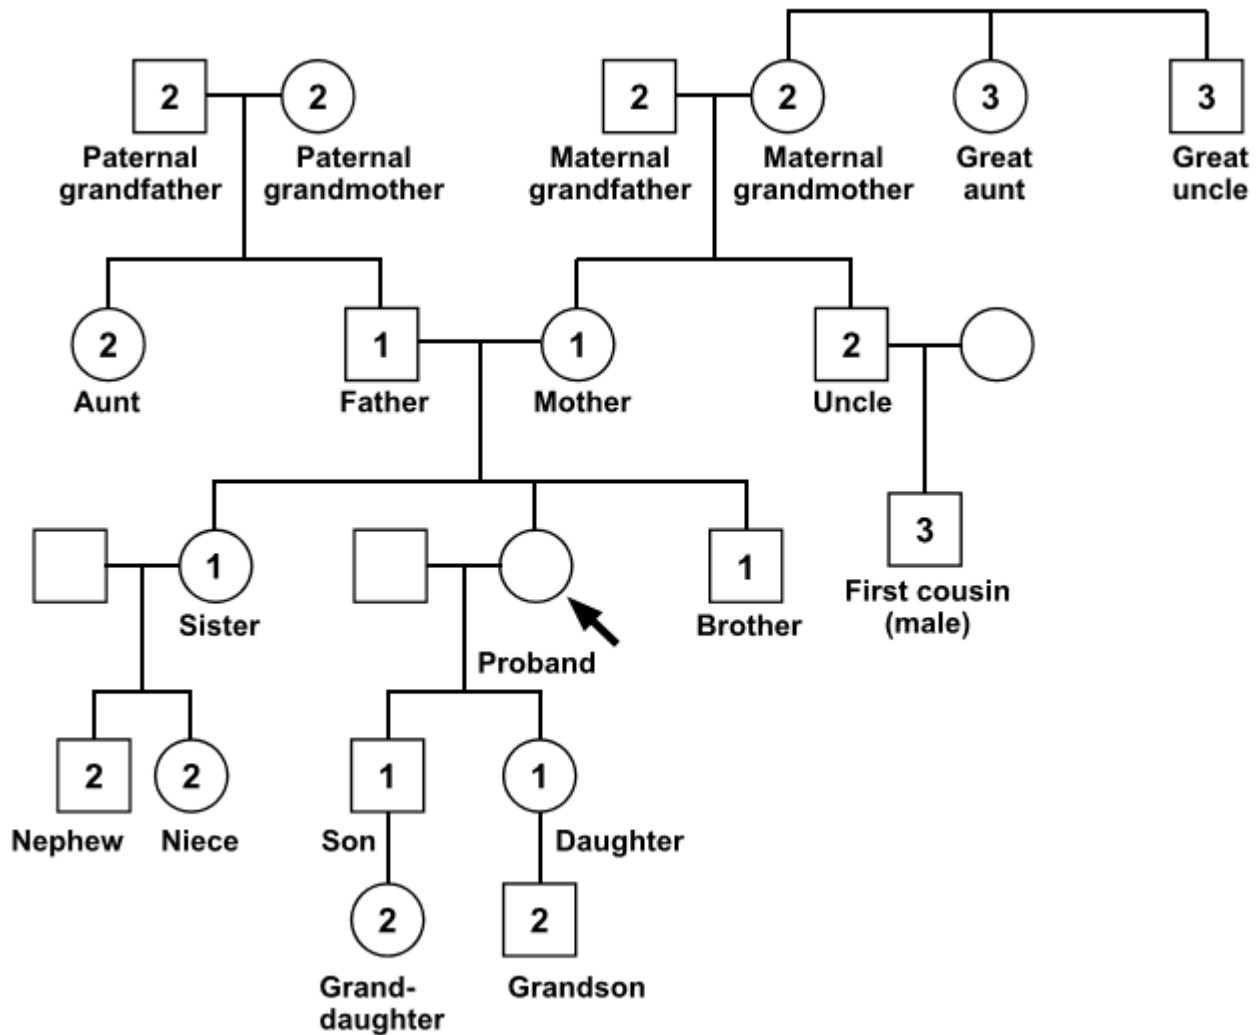 2 2 2 2 3 3
Paternal Paternal Maternal Maternal Great Great
grandfather grandmother grandfather grandmother aunt uncle
2 1 1 2
Aunt Father Mother Uncle
3
First cousin
(male)
1 1
Sister Brother
Proband
2 2 1 1
Nephew Niece Son Daughter
2 2
Grand- Grandson
daughter